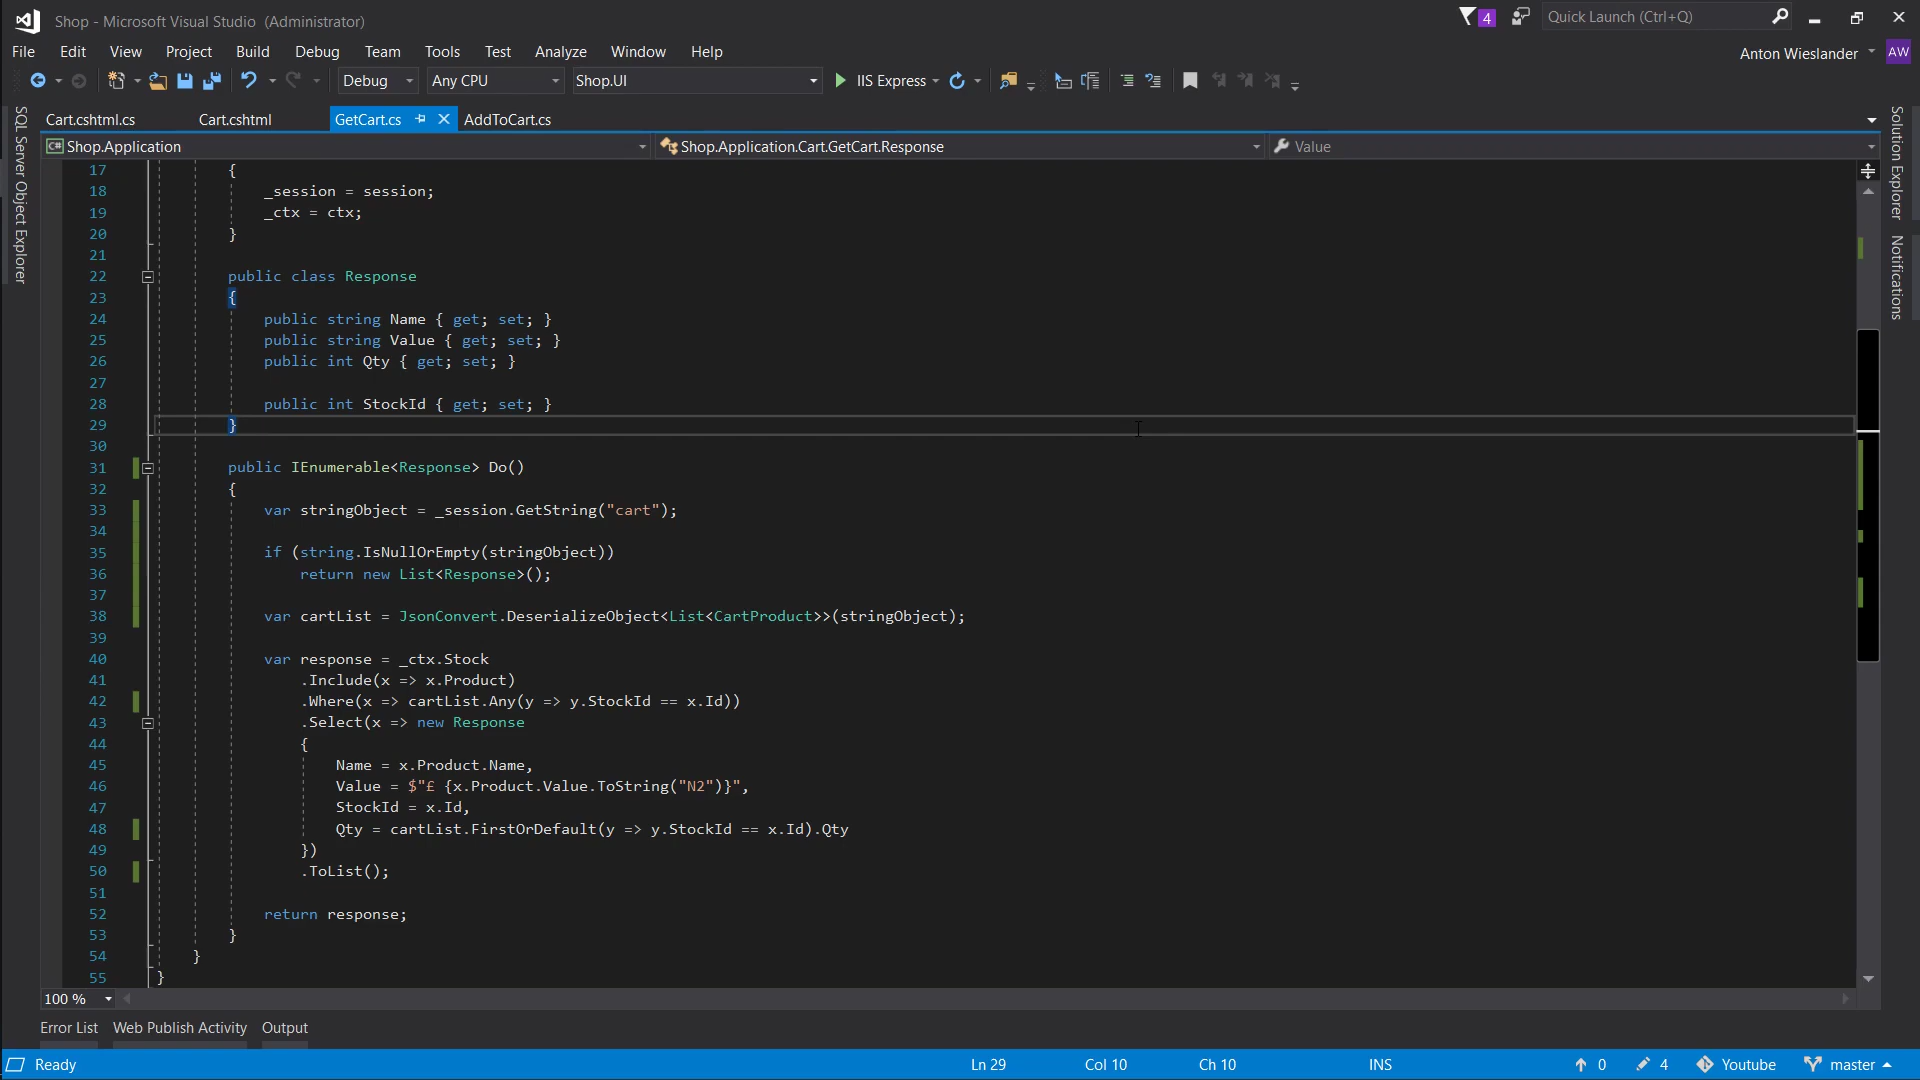 Shop - Microsoft Visual Studio (Administrator)
4
Quick Launch (Ctrl+Q)
File Edit View Project Build Debug Team Tools Test Analyze Window Help
Anton Wieslander
AW
Debug
Any CPU
Shop.UI
IIS Express
SQL Server Object Explorer
Cart.cshtml.cs
Cart.cshtml
GetCart.cs
AddToCart.cs
C# Shop.Application
Shop.Application.Cart.GetCart.Response
Value
Solution Explorer
Notifications
17 {
18 _session = session;
19 _ctx = ctx;
20 }
21
22 public class Response
23 {
24 public string Name { get; set; }
25 public string Value { get; set; }
26 public int Qty { get; set; }
27
28 public int StockId { get; set; }
29 }
30
31 public IEnumerable<Response> Do()
32 {
33 var stringObject = _session.GetString("cart");
34
35 if (string.IsNullOrEmpty(stringObject))
36 return new List<Response>();
37
38 var cartList = JsonConvert.DeserializeObject<List<CartProduct>>(stringObject);
39
40 var response = _ctx.Stock
41 .Include(x => x.Product)
42 .Where(x => cartList.Any(y => y.StockId == x.Id))
43 .Select(x => new Response
44 {
45 Name = x.Product.Name,
46 Value = $"£ {x.Product.Value.ToString("N2")}",
47 StockId = x.Id,
48 Qty = cartList.FirstOrDefault(y => y.StockId == x.Id).Qty
49 })
50 .ToList();
51
52 return response;
53 }
54 }
55 }
100 %
Error List Web Publish Activity Output
Ready
Ln 29
Col 10
Ch 10
INS
0
4
Youtube
master